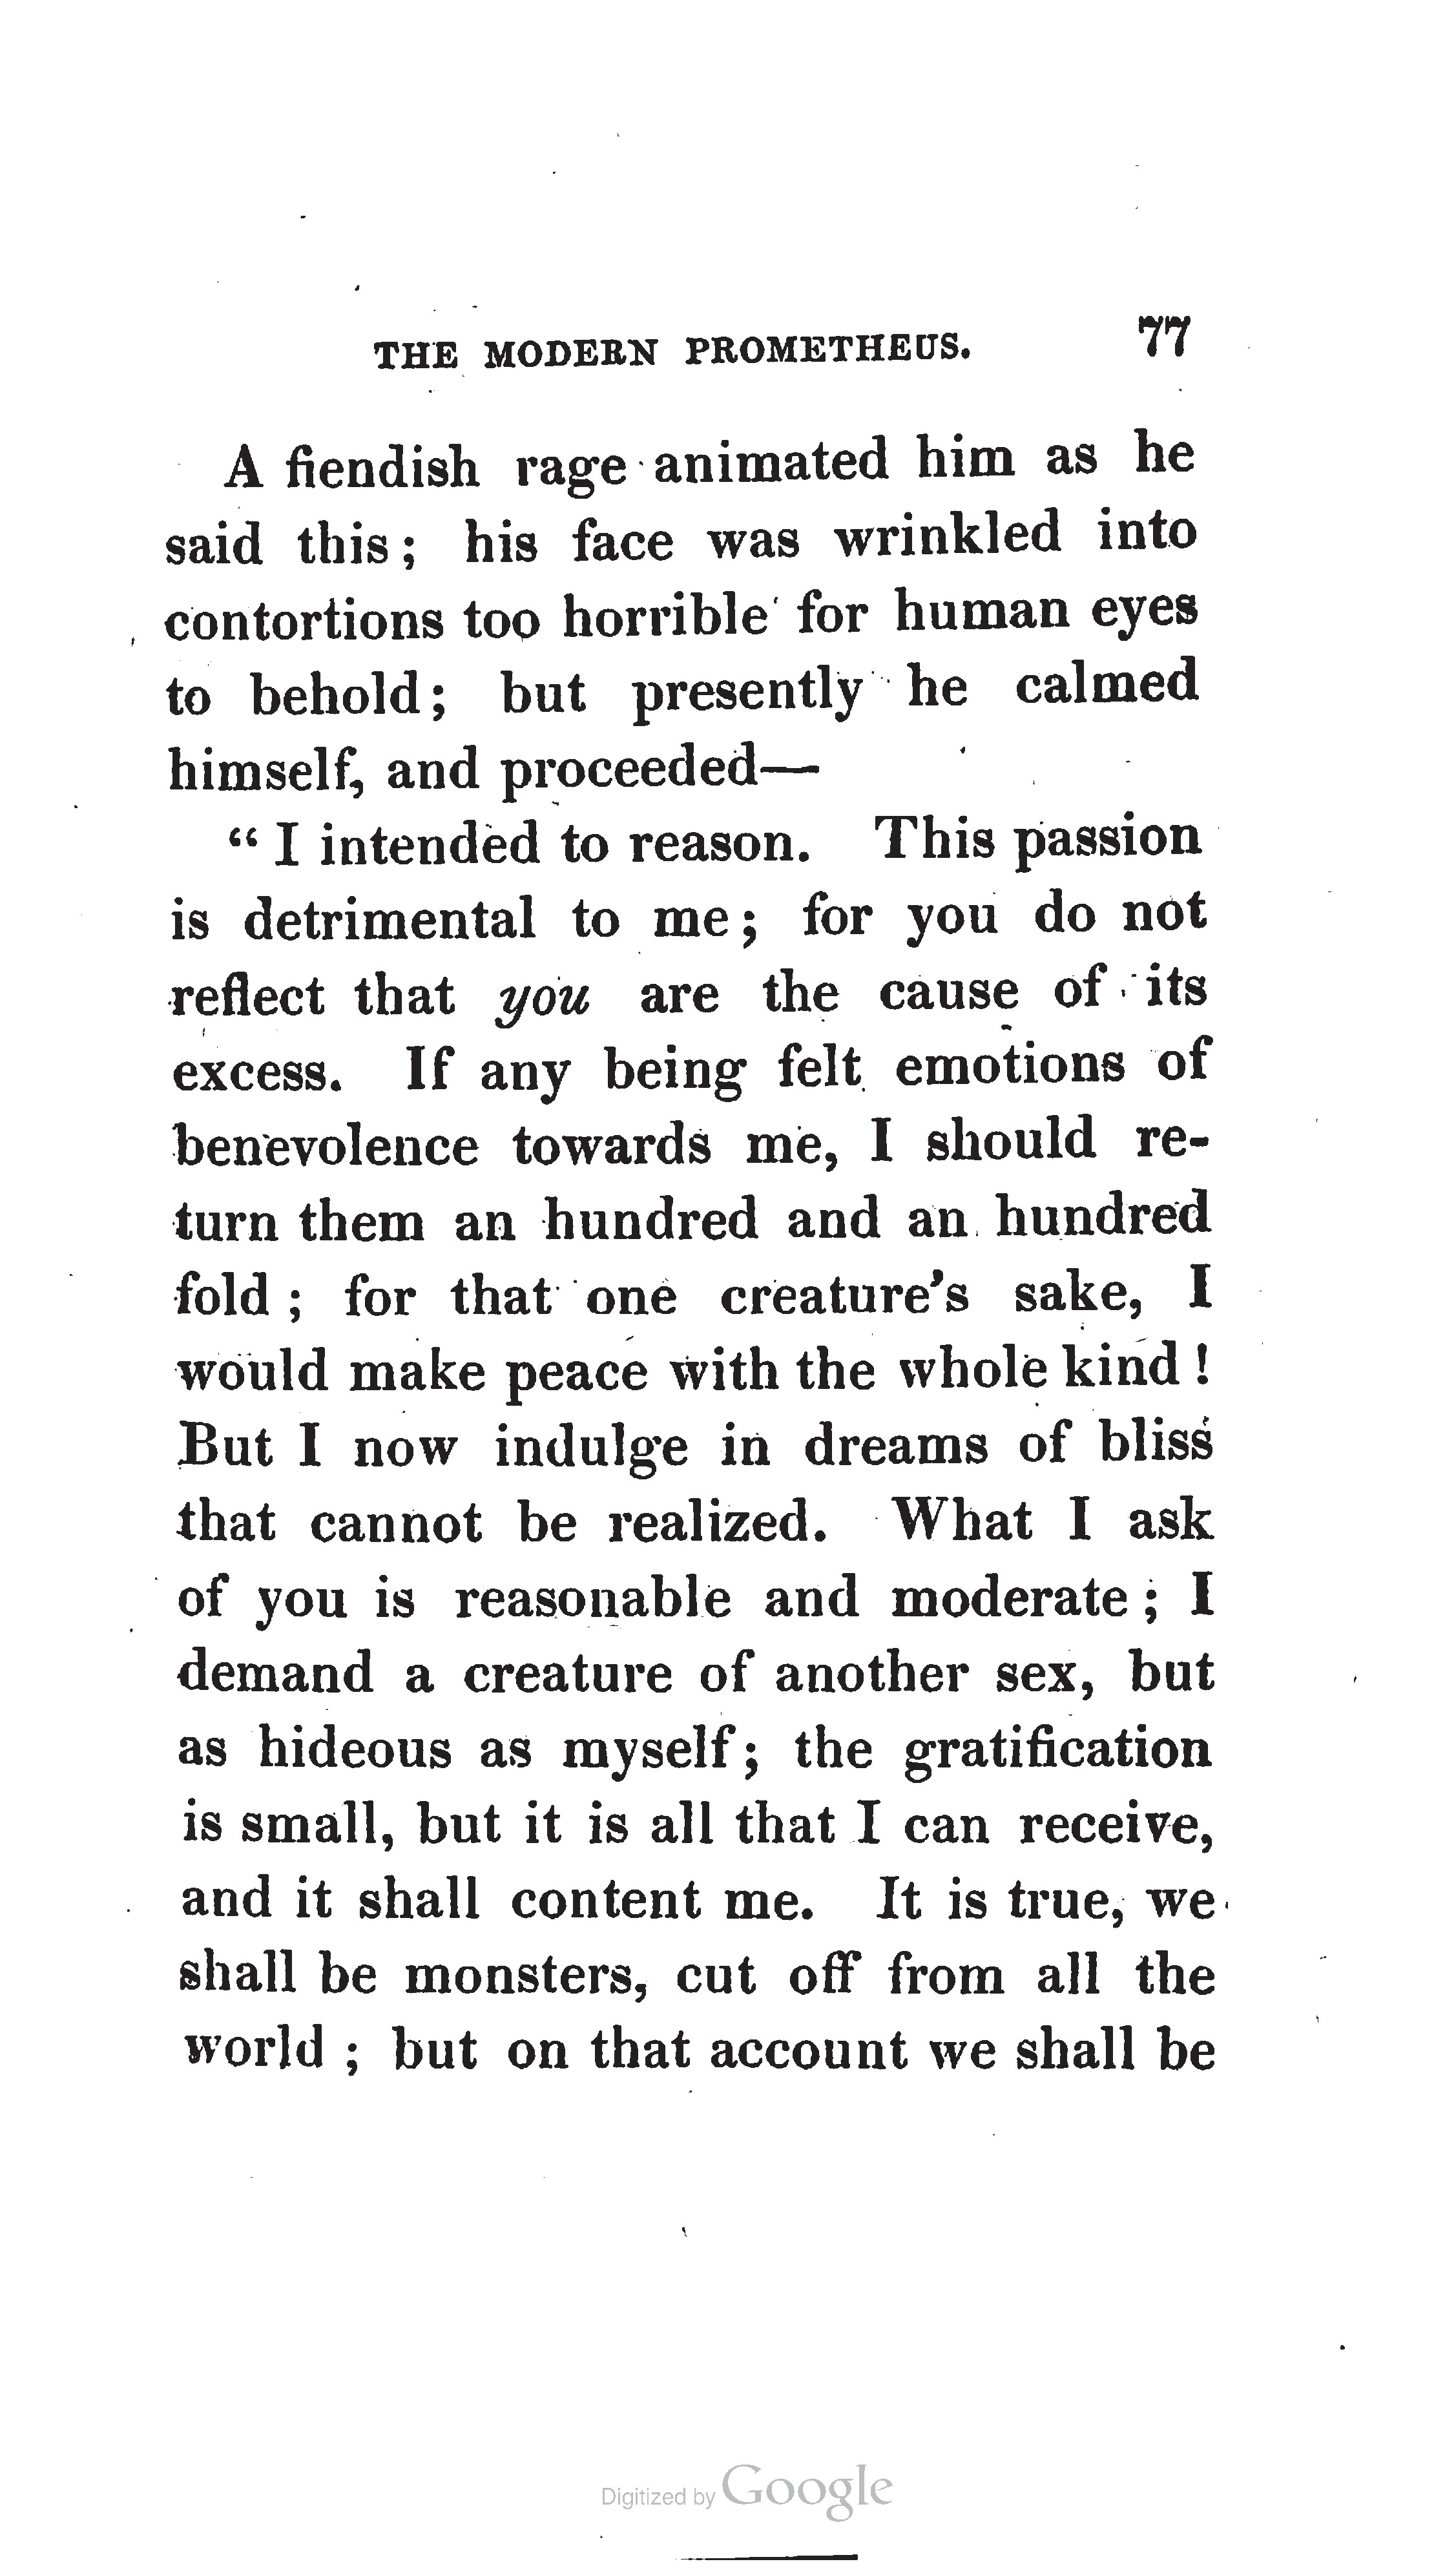 THE MODERN PROMETHEUS. 77
A fiendish rage animated him as he
said this; his face was wrinkled into
contortions too horrible for human eyes
to behold; but presently he calmed
himself, and proceeded—
“ I intended to reason. This passion
is detrimental to me; for you do not
reflect that you are the cause of its
excess. If any being felt emotions of
benevolence towards me, I should re-
turn them an hundred and an hundred
fold ; for that one creature's sake, I
would make peace with the whole kind !
But I now indulge in dreams of bliss
that cannot be realized. What I ask
of you is reasonable and moderate ; I
demand a creature of another sex, but
as hideous as myself; the gratification
is small, but it is all that I can receive,
and it shall content me. It is true, we
shall be monsters, cut off from all the
world ; but on that account we shall be
Digitized by Google